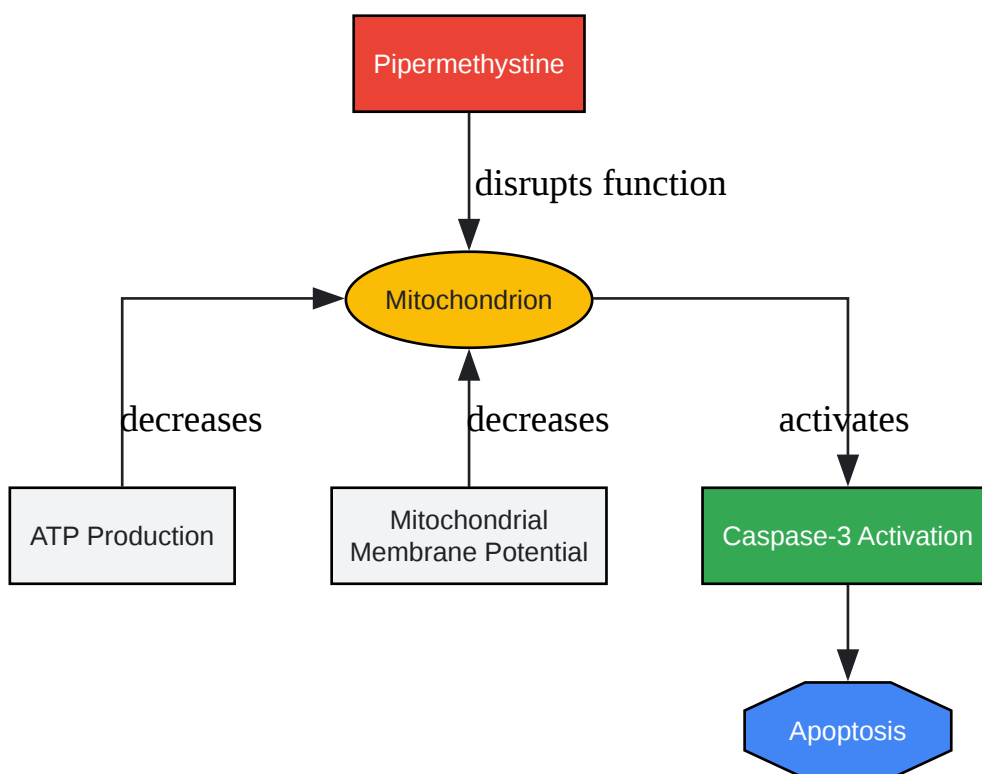 Pipermethystine
disrupts function
Mitochondrion
decreases
decreases
activates
ATP Production
Mitochondrial
Membrane Potential
Caspase-3 Activation
Apoptosis